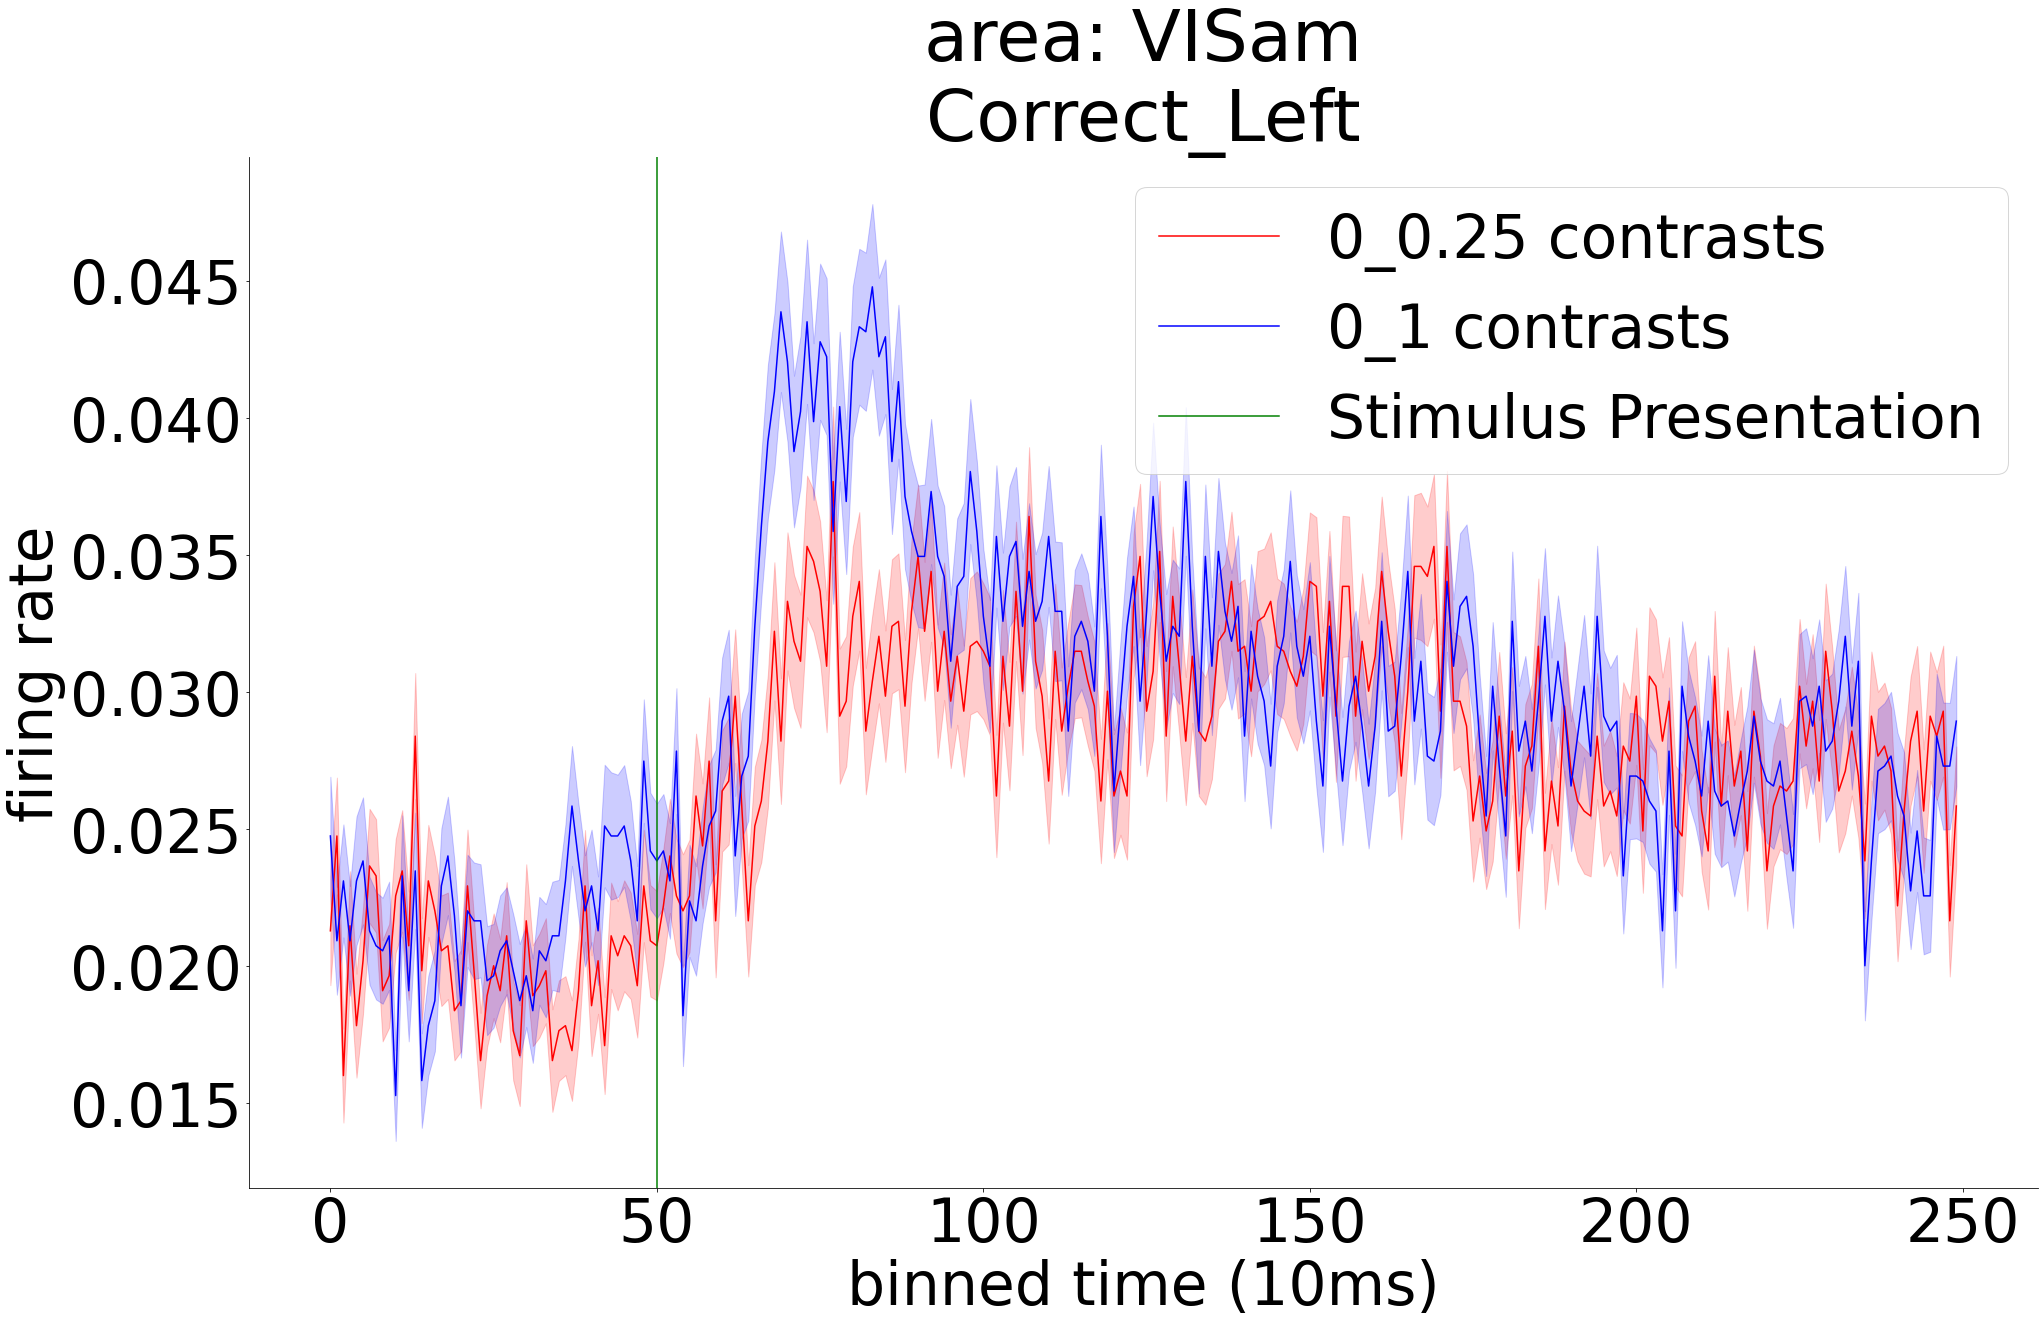 area: VISam
Correct_Left
0_0.25 contrasts
0_1 contrasts
Stimulus Presentation
firing rate
0.045
0.040
0.035
0.030
0.025
0.020
0.015
0 50 100 150 200 250
binned time (10ms)